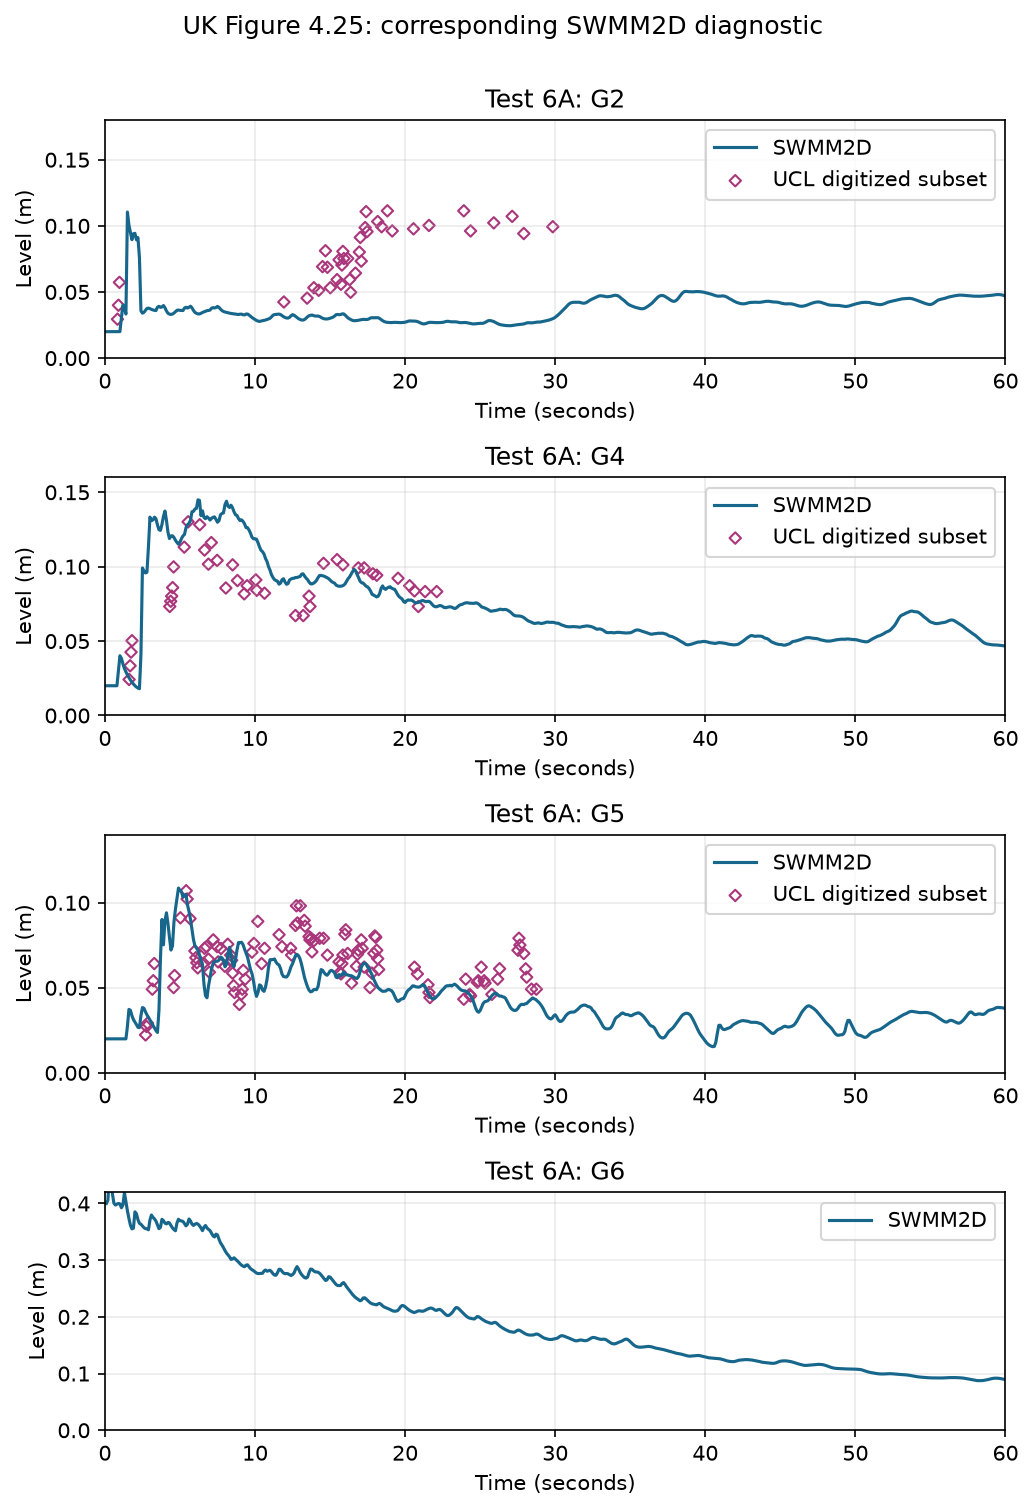 UK Figure 4.25: corresponding SWMM2D diagnostic
Test 6A: G2
SWMM2D
UCL digitized subset
Level (m)
0.15
0.10
0.05
0.00
0 10 20 30 40 50 60
Time (seconds)
Test 6A: G4
SWMM2D
UCL digitized subset
Level (m)
0.15
0.10
0.05
0.00
0 10 20 30 40 50 60
Time (seconds)
Test 6A: G5
SWMM2D
UCL digitized subset
Level (m)
0.10
0.05
0.00
0 10 20 30 40 50 60
Time (seconds)
Test 6A: G6
SWMM2D
Level (m)
0.4
0.3
0.2
0.1
0.0
0 10 20 30 40 50 60
Time (seconds)